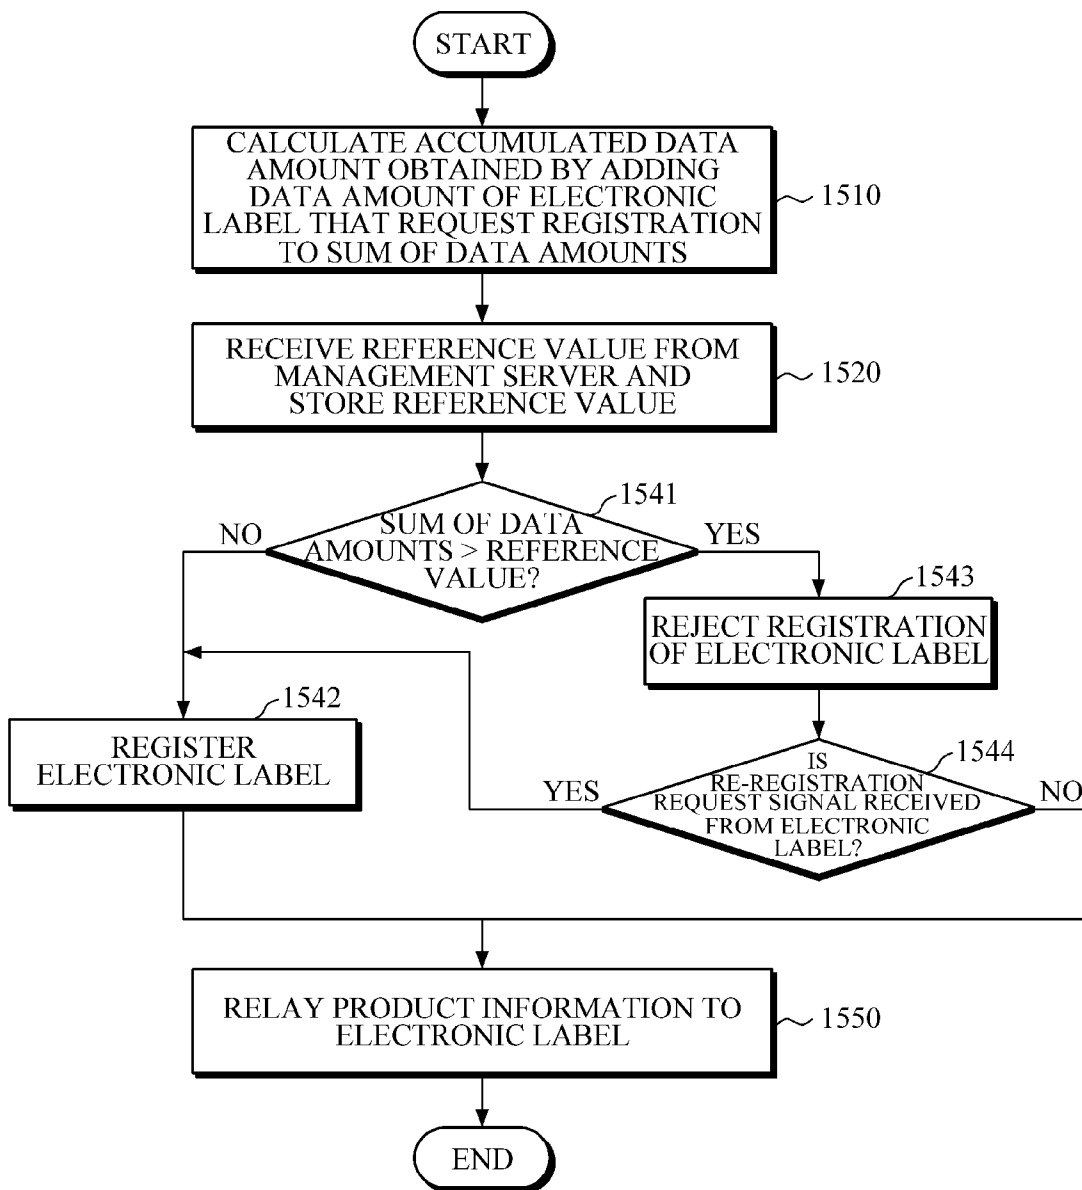 START
CALCULATE ACCUMULATED DATA
AMOUNT OBTAINED BY ADDING
DATA AMOUNT OF ELECTRONIC
LABEL THAT REQUEST REGISTRATION
TO SUM OF DATA AMOUNTS
1510
RECEIVE REFERENCE VALUE FROM
MANAGEMENT SERVER AND
STORE REFERENCE VALUE
1520
1541
SUM OF DATA
AMOUNTS > REFERENCE
VALUE?
NO
YES
1543
REJECT REGISTRATION
OF ELECTRONIC LABEL
1542
REGISTER
ELECTRONIC LABEL
1544
IS
RE-REGISTRATION
REQUEST SIGNAL RECEIVED
FROM ELECTRONIC
LABEL?
YES
NO
RELAY PRODUCT INFORMATION TO
ELECTRONIC LABEL
1550
END